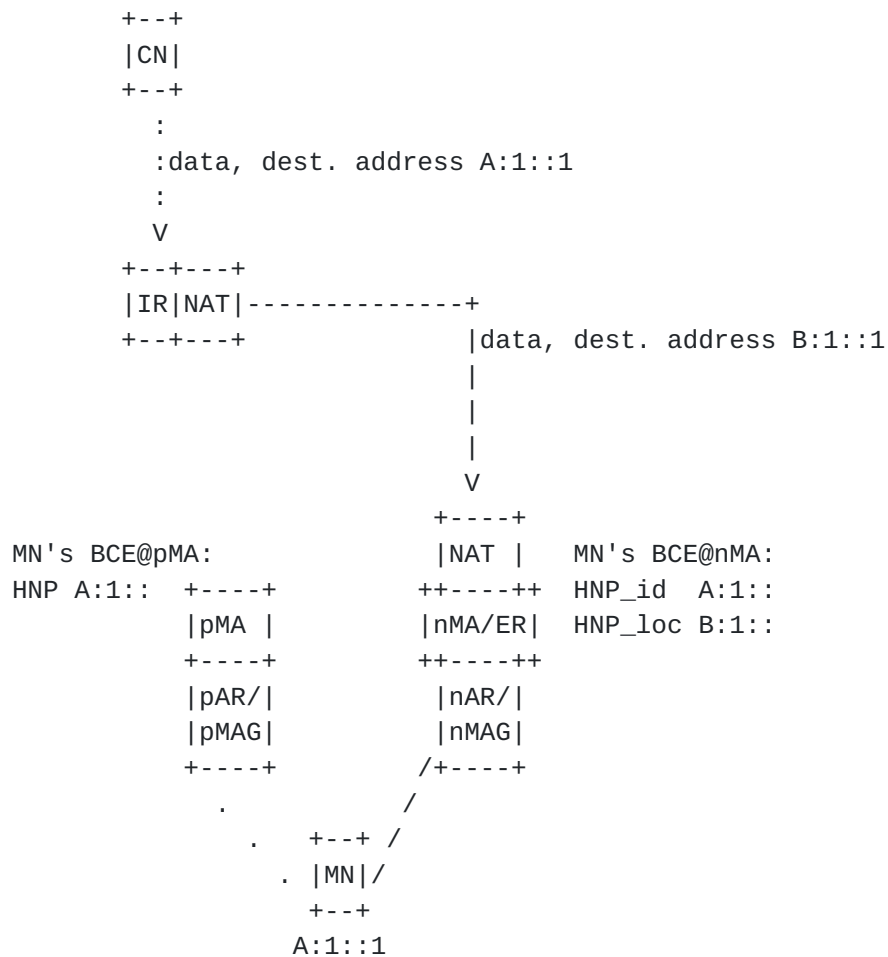 +--+
|CN|
+--+
:
:data, dest. address A:1::1
:
V
+--+---+
|IR|NAT|--------------+
+--+---+ |data, dest. address B:1::1
|
|
|
V
+----+
MN's BCE@pMA: |NAT | MN's BCE@nMA:
HNP A:1:: +----+ ++----++ HNP_id A:1::
|pMA | |nMA/ER| HNP_loc B:1::
+----+ ++----++
|pAR/| |nAR/|
|pMAG| |nMAG|
+----+ /+----+
. /
. +--+ /
. |MN|/
+--+
A:1::1